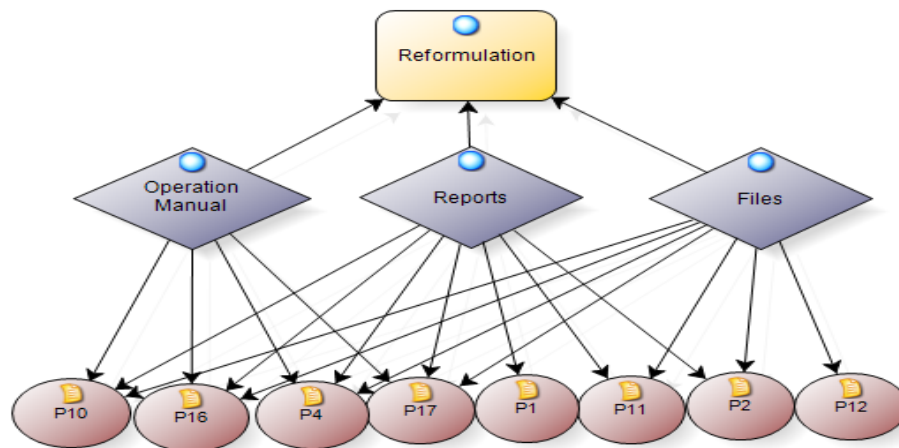 Reformulation
Operation
Manual
Reports
Files
P10
P16
P4
P17
P1
P11
P2
P12